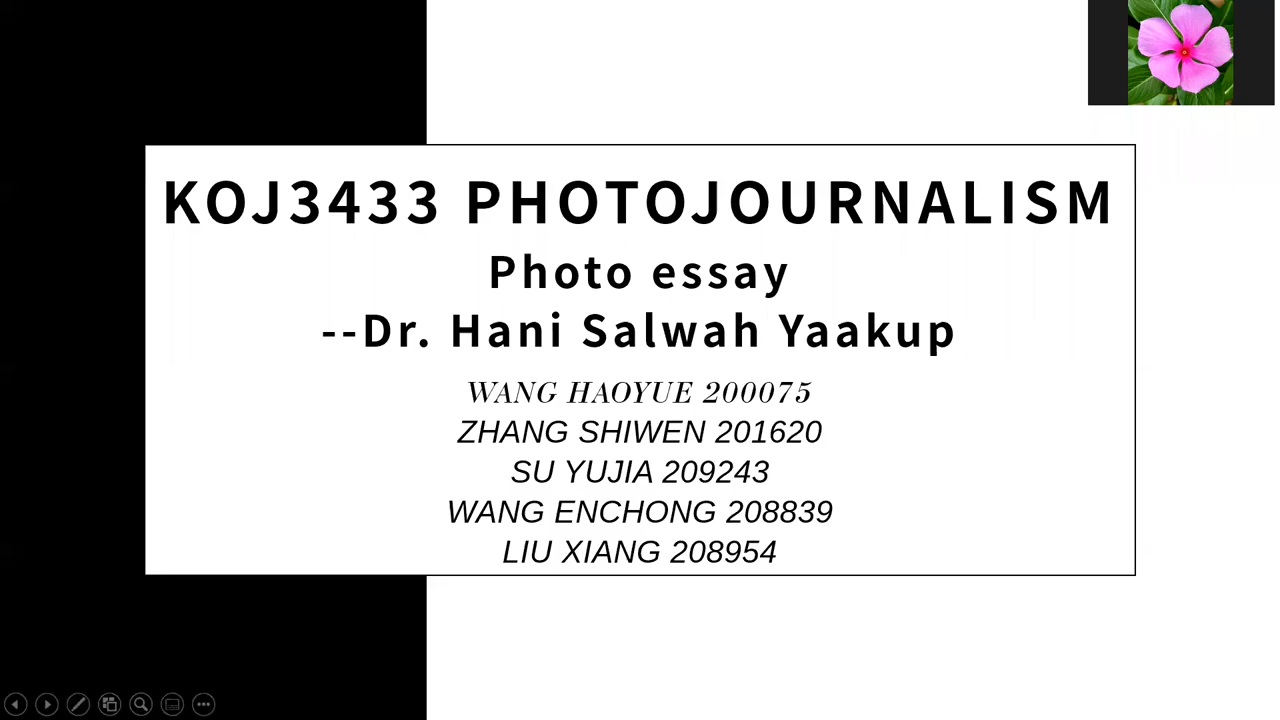 KOJ3433 PHOTOJOURNALISM
Photo essay
--Dr. Hani Salwah Yaakup
WANG HAOYUE 200075
ZHANG SHIWEN 201620
SU YUJIA 209243
WANG ENCHONG 208839
LIU XIANG 208954